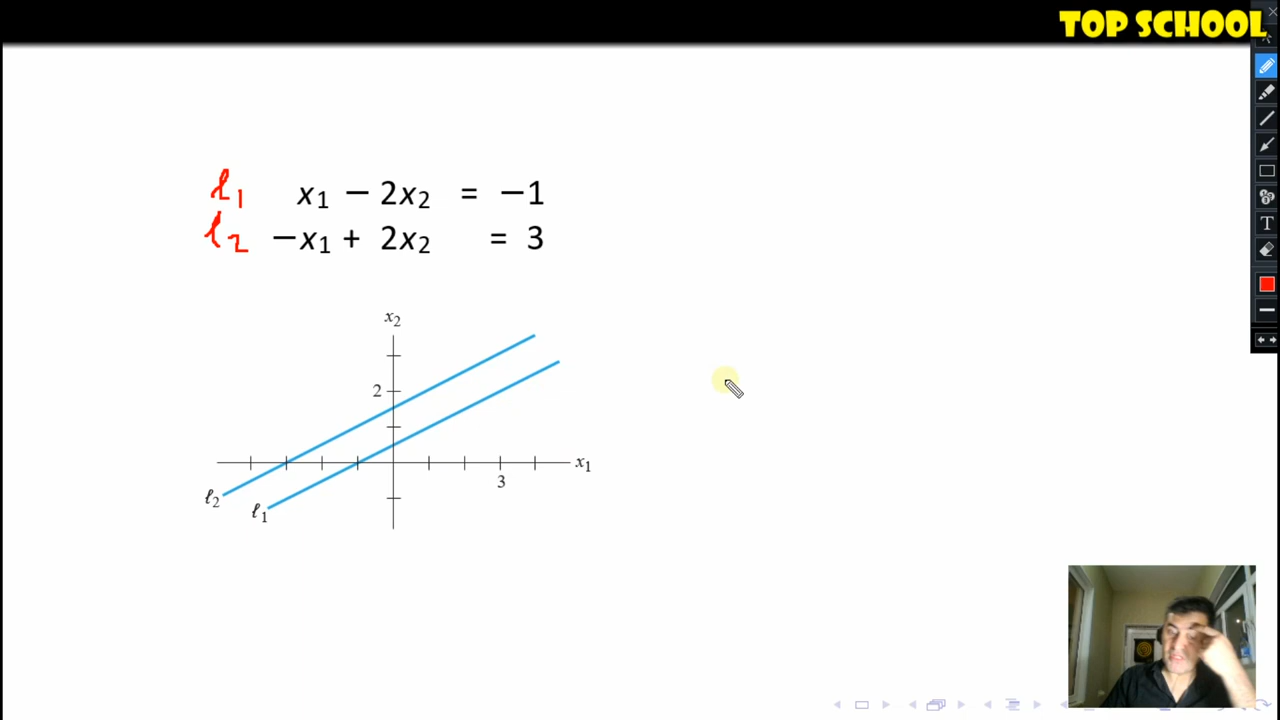 TOP SCHOOL
ℓ1 x1 − 2x2 = −1
ℓ2 −x1 + 2x2 = 3
x2
2
x1
3
ℓ2
ℓ1
T